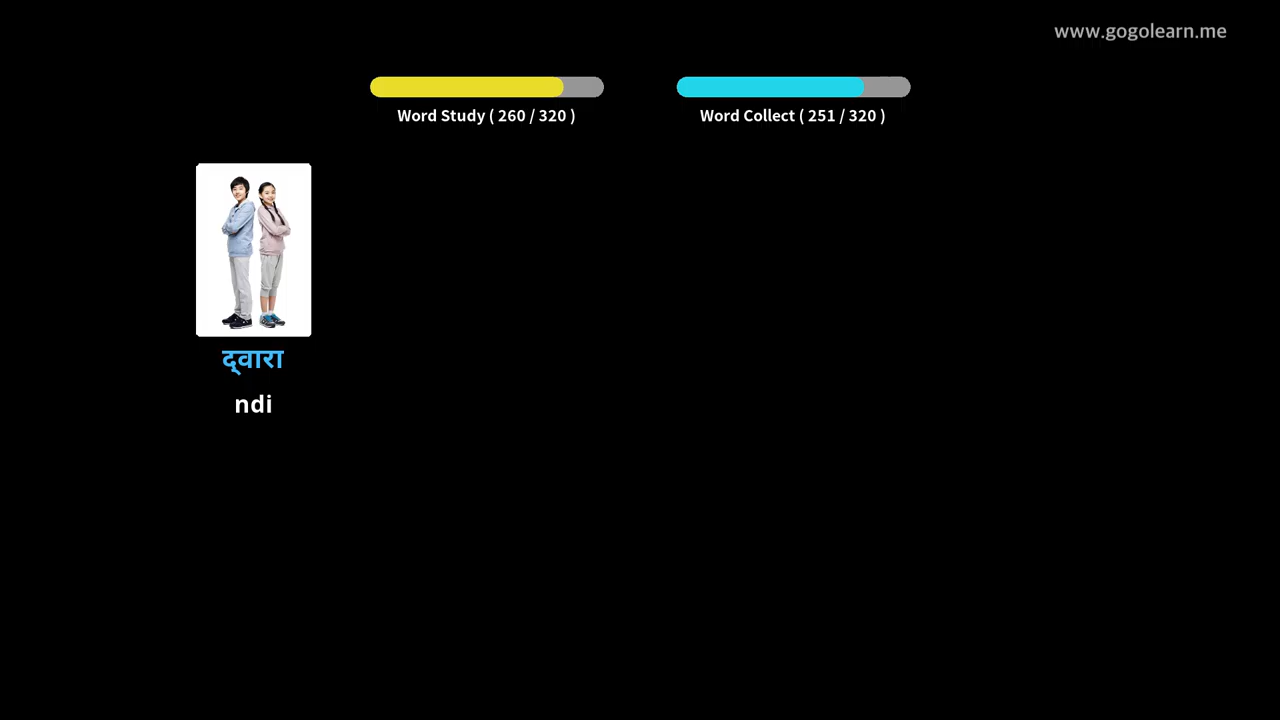 www.gogolearn.me
Word Study ( 260 / 320 )
Word Collect ( 251 / 320 )
द्वारा
ndi